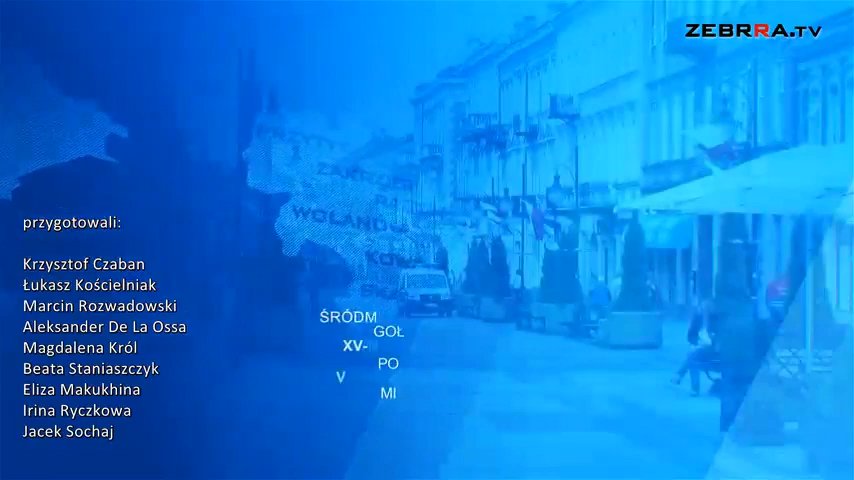 ZEBRRA.TV
WOLANÓW
ŚRÓDM
GOŁ
XV-
PO
V
MI
przygotowali:
Krzysztof Czaban
Łukasz Kościelniak
Marcin Rozwadowski
Aleksander De La Ossa
Magdalena Król
Beata Staniaszczyk
Eliza Makukhina
Irina Ryczkowa
Jacek Sochaj